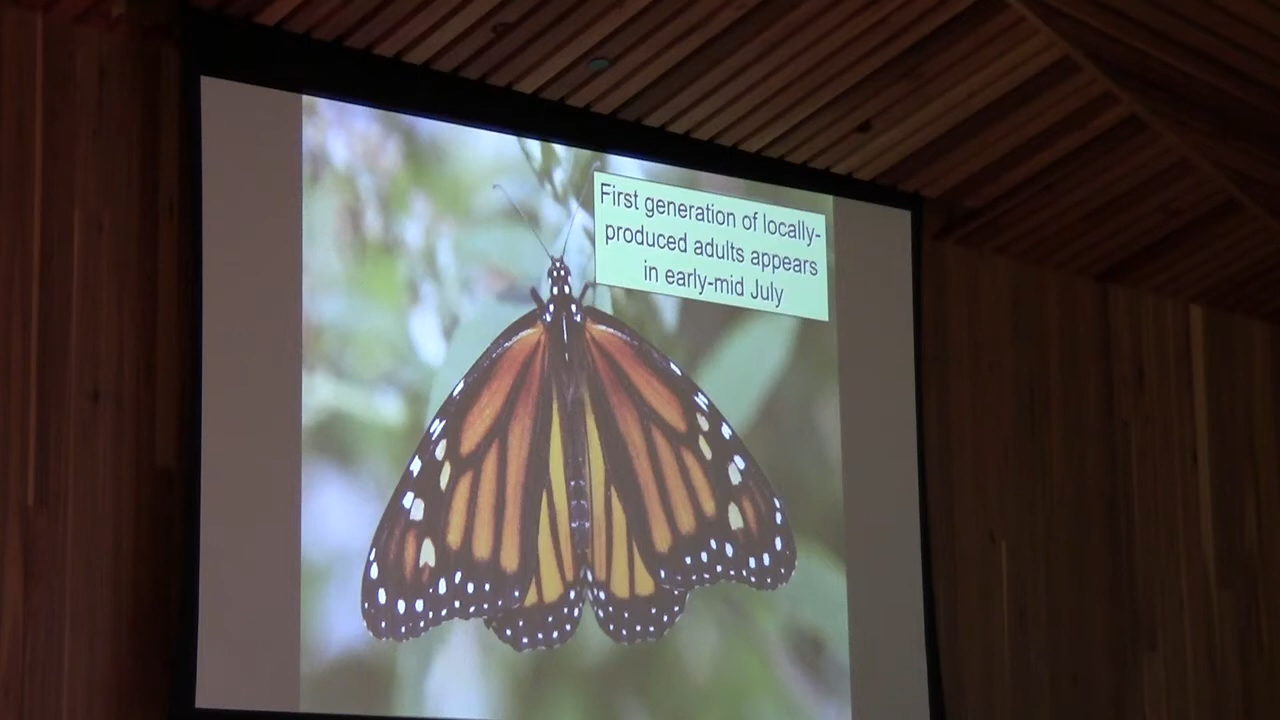 First generation of locally-
produced adults appears
in early-mid July